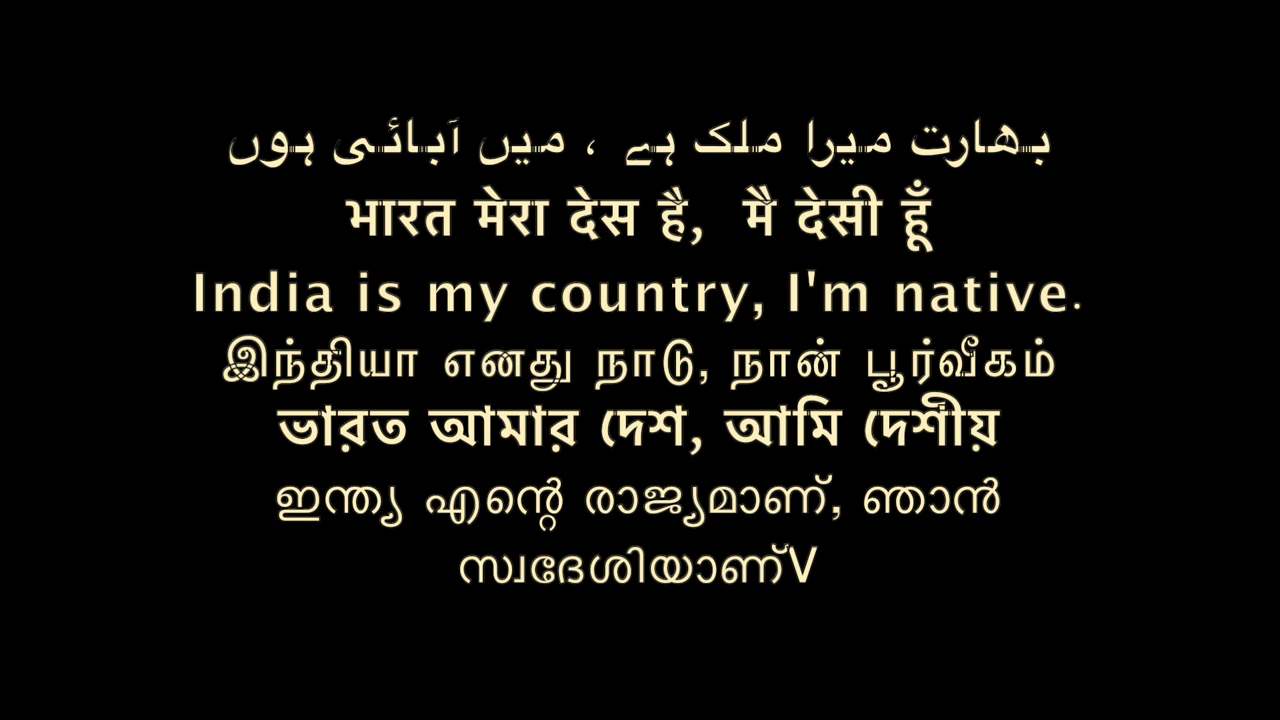 بھارت میرا ملک ہے ، میں آبائی ہوں
भारत मेरा देस है, मै देसी हूँ
India is my country, I'm native.
இந்தியா எனது நாடு, நான் பூர்வீகம்
ভারত আমার দেশ, আমি দেশীয়
ഇന്ത്യ എന്റെ രാജ്യമാണ്, ഞാൻ
സ്വദേശിയാണ്V